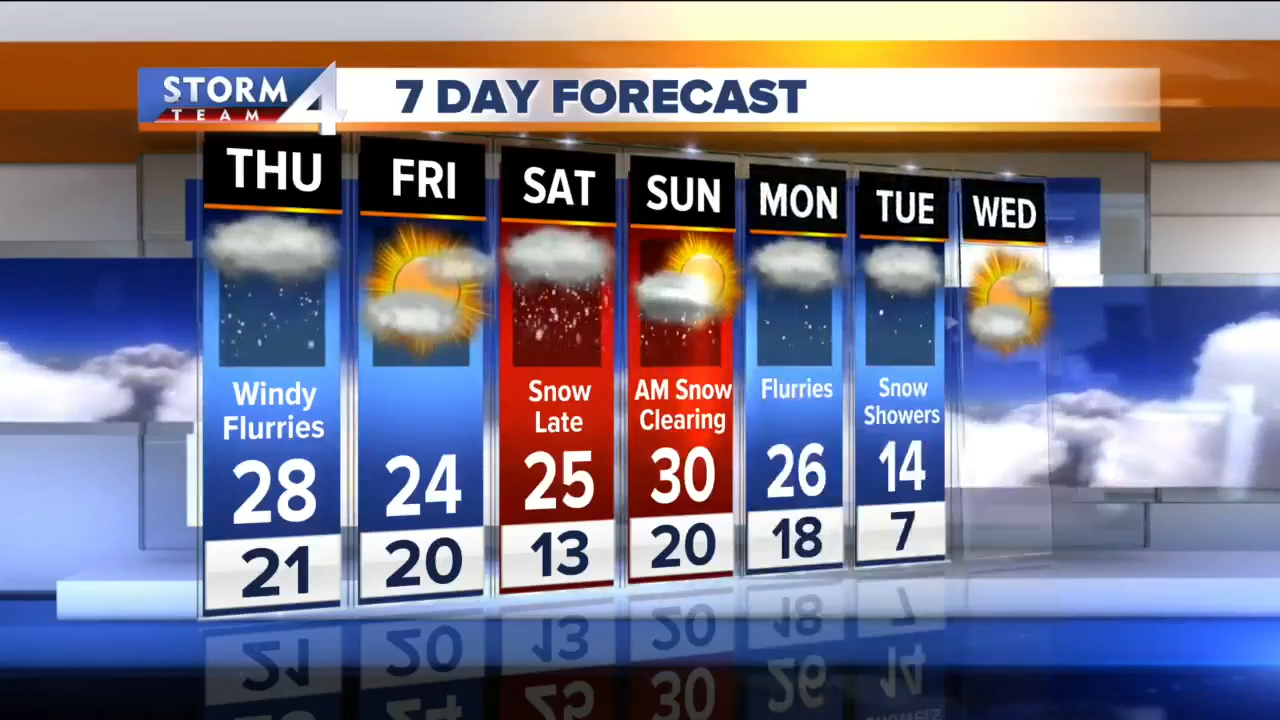 STORM
TEAM
4
7 DAY FORECAST
THU
Windy
Flurries
28
21
FRI
24
20
SAT
Snow
Late
25
13
SUN
AM Snow
Clearing
30
20
MON
Flurries
26
18
TUE
Snow
Showers
14
7
WED